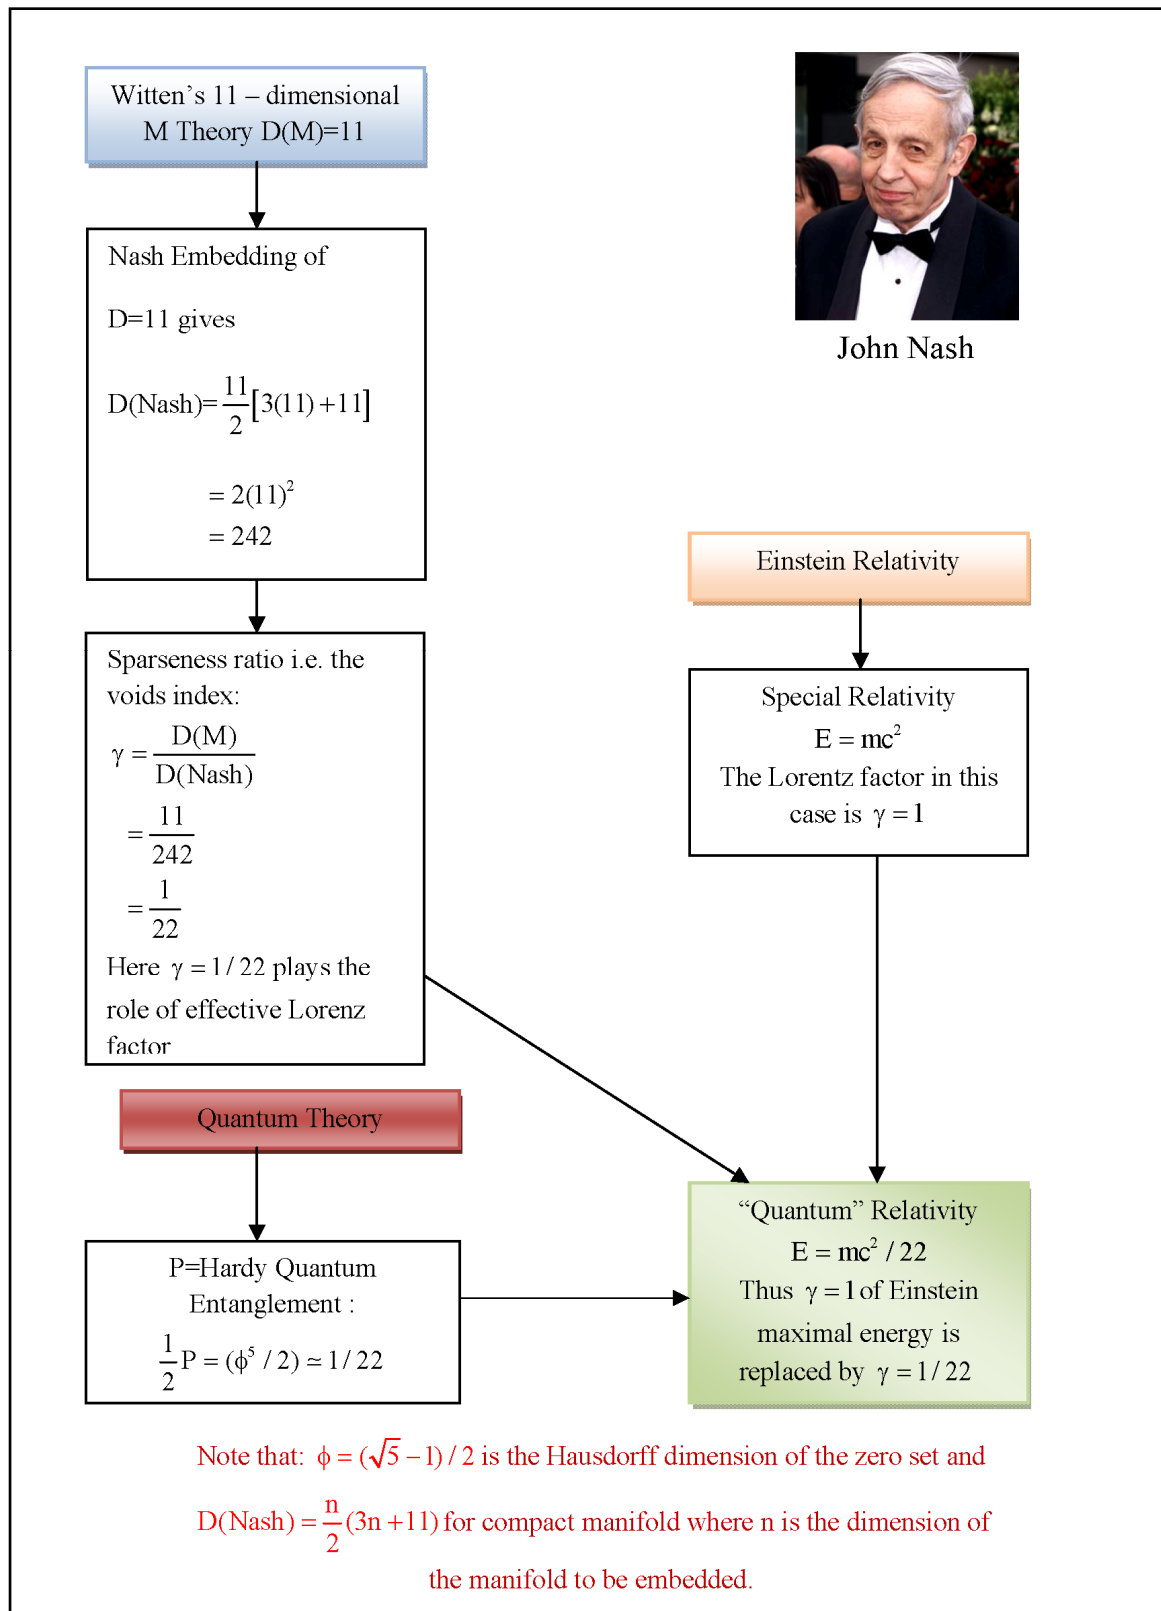 Witten's 11 – dimensional
M Theory D(M)=11
Nash Embedding of
D=11 gives
D(Nash)= 11/2 [3(11)+11]
= 2(11)²
= 242
Sparseness ratio i.e. the
voids index:
γ = D(M)/D(Nash)
= 11/242
= 1/22
Here γ = 1/22 plays the
role of effective Lorenz
factor
Quantum Theory
P=Hardy Quantum
Entanglement :
1/2 P = (ϕ⁵ / 2) ≃ 1/22
John Nash
Einstein Relativity
Special Relativity
E = mc²
The Lorentz factor in this
case is γ = 1
“Quantum” Relativity
E = mc² / 22
Thus γ = 1 of Einstein
maximal energy is
replaced by γ = 1/22
Note that: ϕ = (√5 − 1) / 2 is the Hausdorff dimension of the zero set and
D(Nash) = n/2 (3n + 11) for compact manifold where n is the dimension of
the manifold to be embedded.